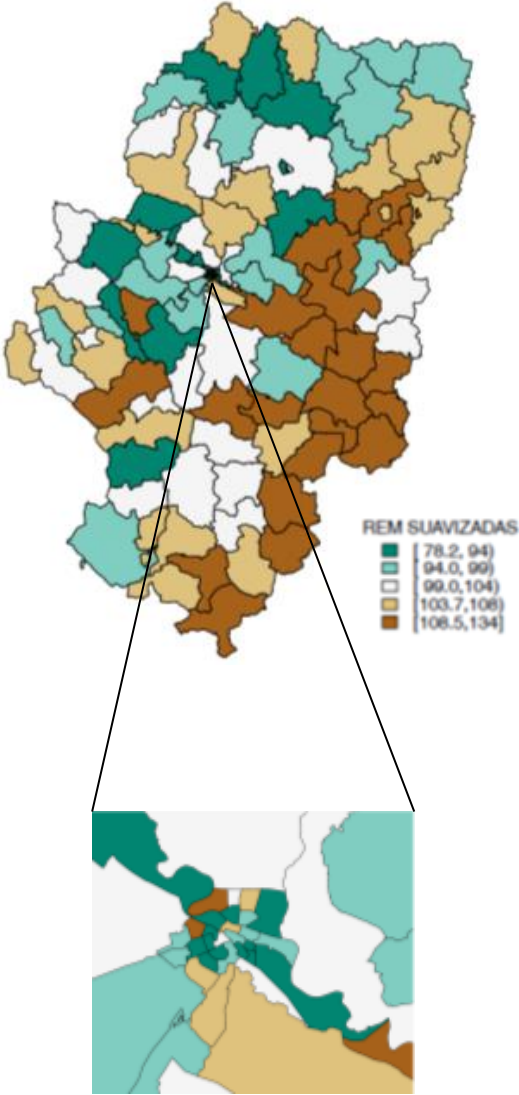 REM SUAVIZADAS
[ 78.2, 94)
[ 94.0, 99)
[ 99.0,104)
[103.7,108)
[108.5,134]